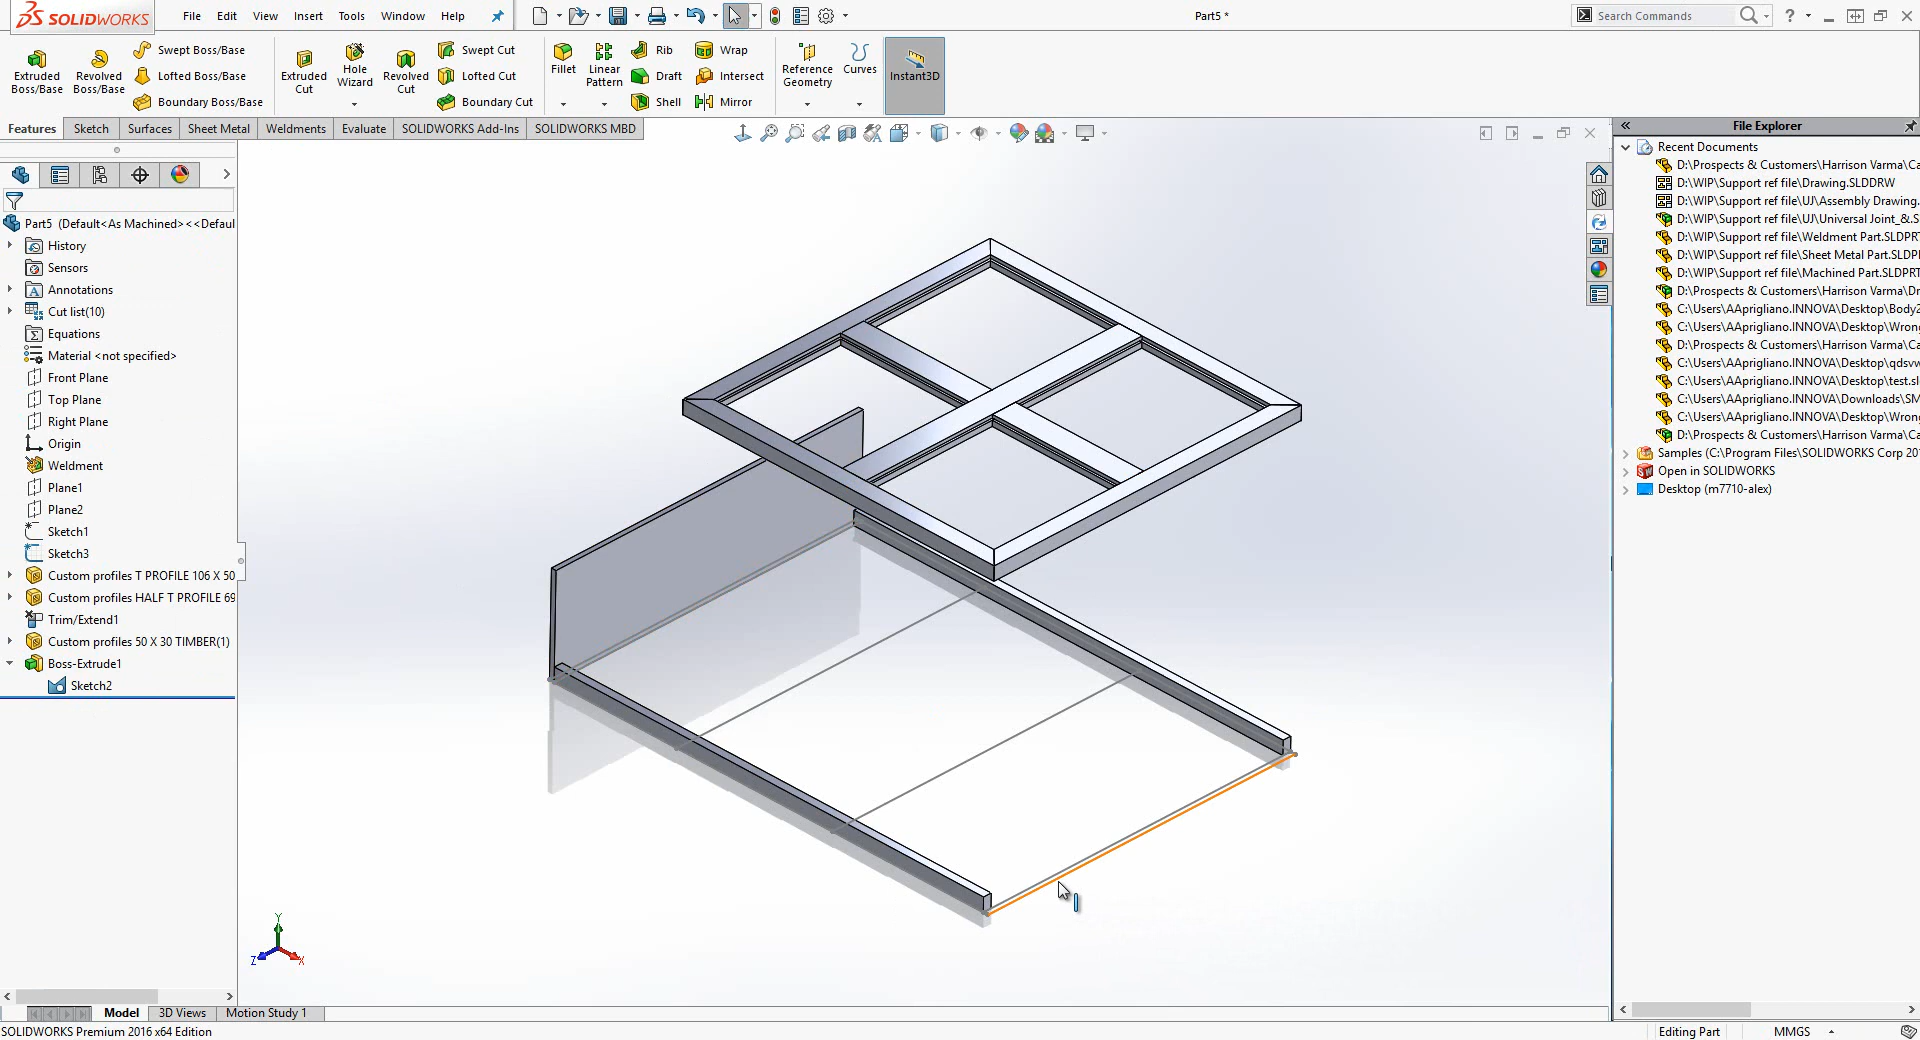 SOLIDWORKS
File Edit View Insert Tools Window Help
Part5 *
Search Commands
?
Extruded Boss/Base
Revolved Boss/Base
Swept Boss/Base
Lofted Boss/Base
Boundary Boss/Base
Extruded Cut
Hole Wizard
Revolved Cut
Swept Cut
Lofted Cut
Boundary Cut
Fillet
Linear Pattern
Rib
Draft
Shell
Wrap
Intersect
Mirror
Reference Geometry
Curves
Instant3D
Features Sketch Surfaces Sheet Metal Weldments Evaluate SOLIDWORKS Add-Ins SOLIDWORKS MBD
Part5 (Default<As Machined><<Defaul
History
Sensors
Annotations
Cut list(10)
Equations
Material <not specified>
Front Plane
Top Plane
Right Plane
Origin
Weldment
Plane1
Plane2
Sketch1
Sketch3
Custom profiles T PROFILE 106 X 50
Custom profiles HALF T PROFILE 69
Trim/Extend1
Custom profiles 50 X 30 TIMBER(1)
Boss-Extrude1
Sketch2
Y
Z
X
File Explorer
Recent Documents
D:\Prospects & Customers\Harrison Varma\Ca
D:\WIP\Support ref file\Drawing.SLDDRW
D:\WIP\Support ref file\UJ\Assembly Drawing.
D:\WIP\Support ref file\UJ\Universal Joint_&.S
D:\WIP\Support ref file\Weldment Part.SLDPRT
D:\WIP\Support ref file\Sheet Metal Part.SLDP
D:\WIP\Support ref file\Machined Part.SLDPRT
D:\Prospects & Customers\Harrison Varma\Dr
C:\Users\AAprigliano.INNOVA\Desktop\Body2
C:\Users\AAprigliano.INNOVA\Desktop\Wron
D:\Prospects & Customers\Harrison Varma\Ca
C:\Users\AAprigliano.INNOVA\Desktop\qdsvw
C:\Users\AAprigliano.INNOVA\Desktop\test.sl
C:\Users\AAprigliano.INNOVA\Downloads\SM
C:\Users\AAprigliano.INNOVA\Desktop\Wrong
D:\Prospects & Customers\Harrison Varma\Ca
Samples (C:\Program Files\SOLIDWORKS Corp 20
Open in SOLIDWORKS
Desktop (m7710-alex)
Model 3D Views Motion Study 1
SOLIDWORKS Premium 2016 x64 Edition
Editing Part MMGS